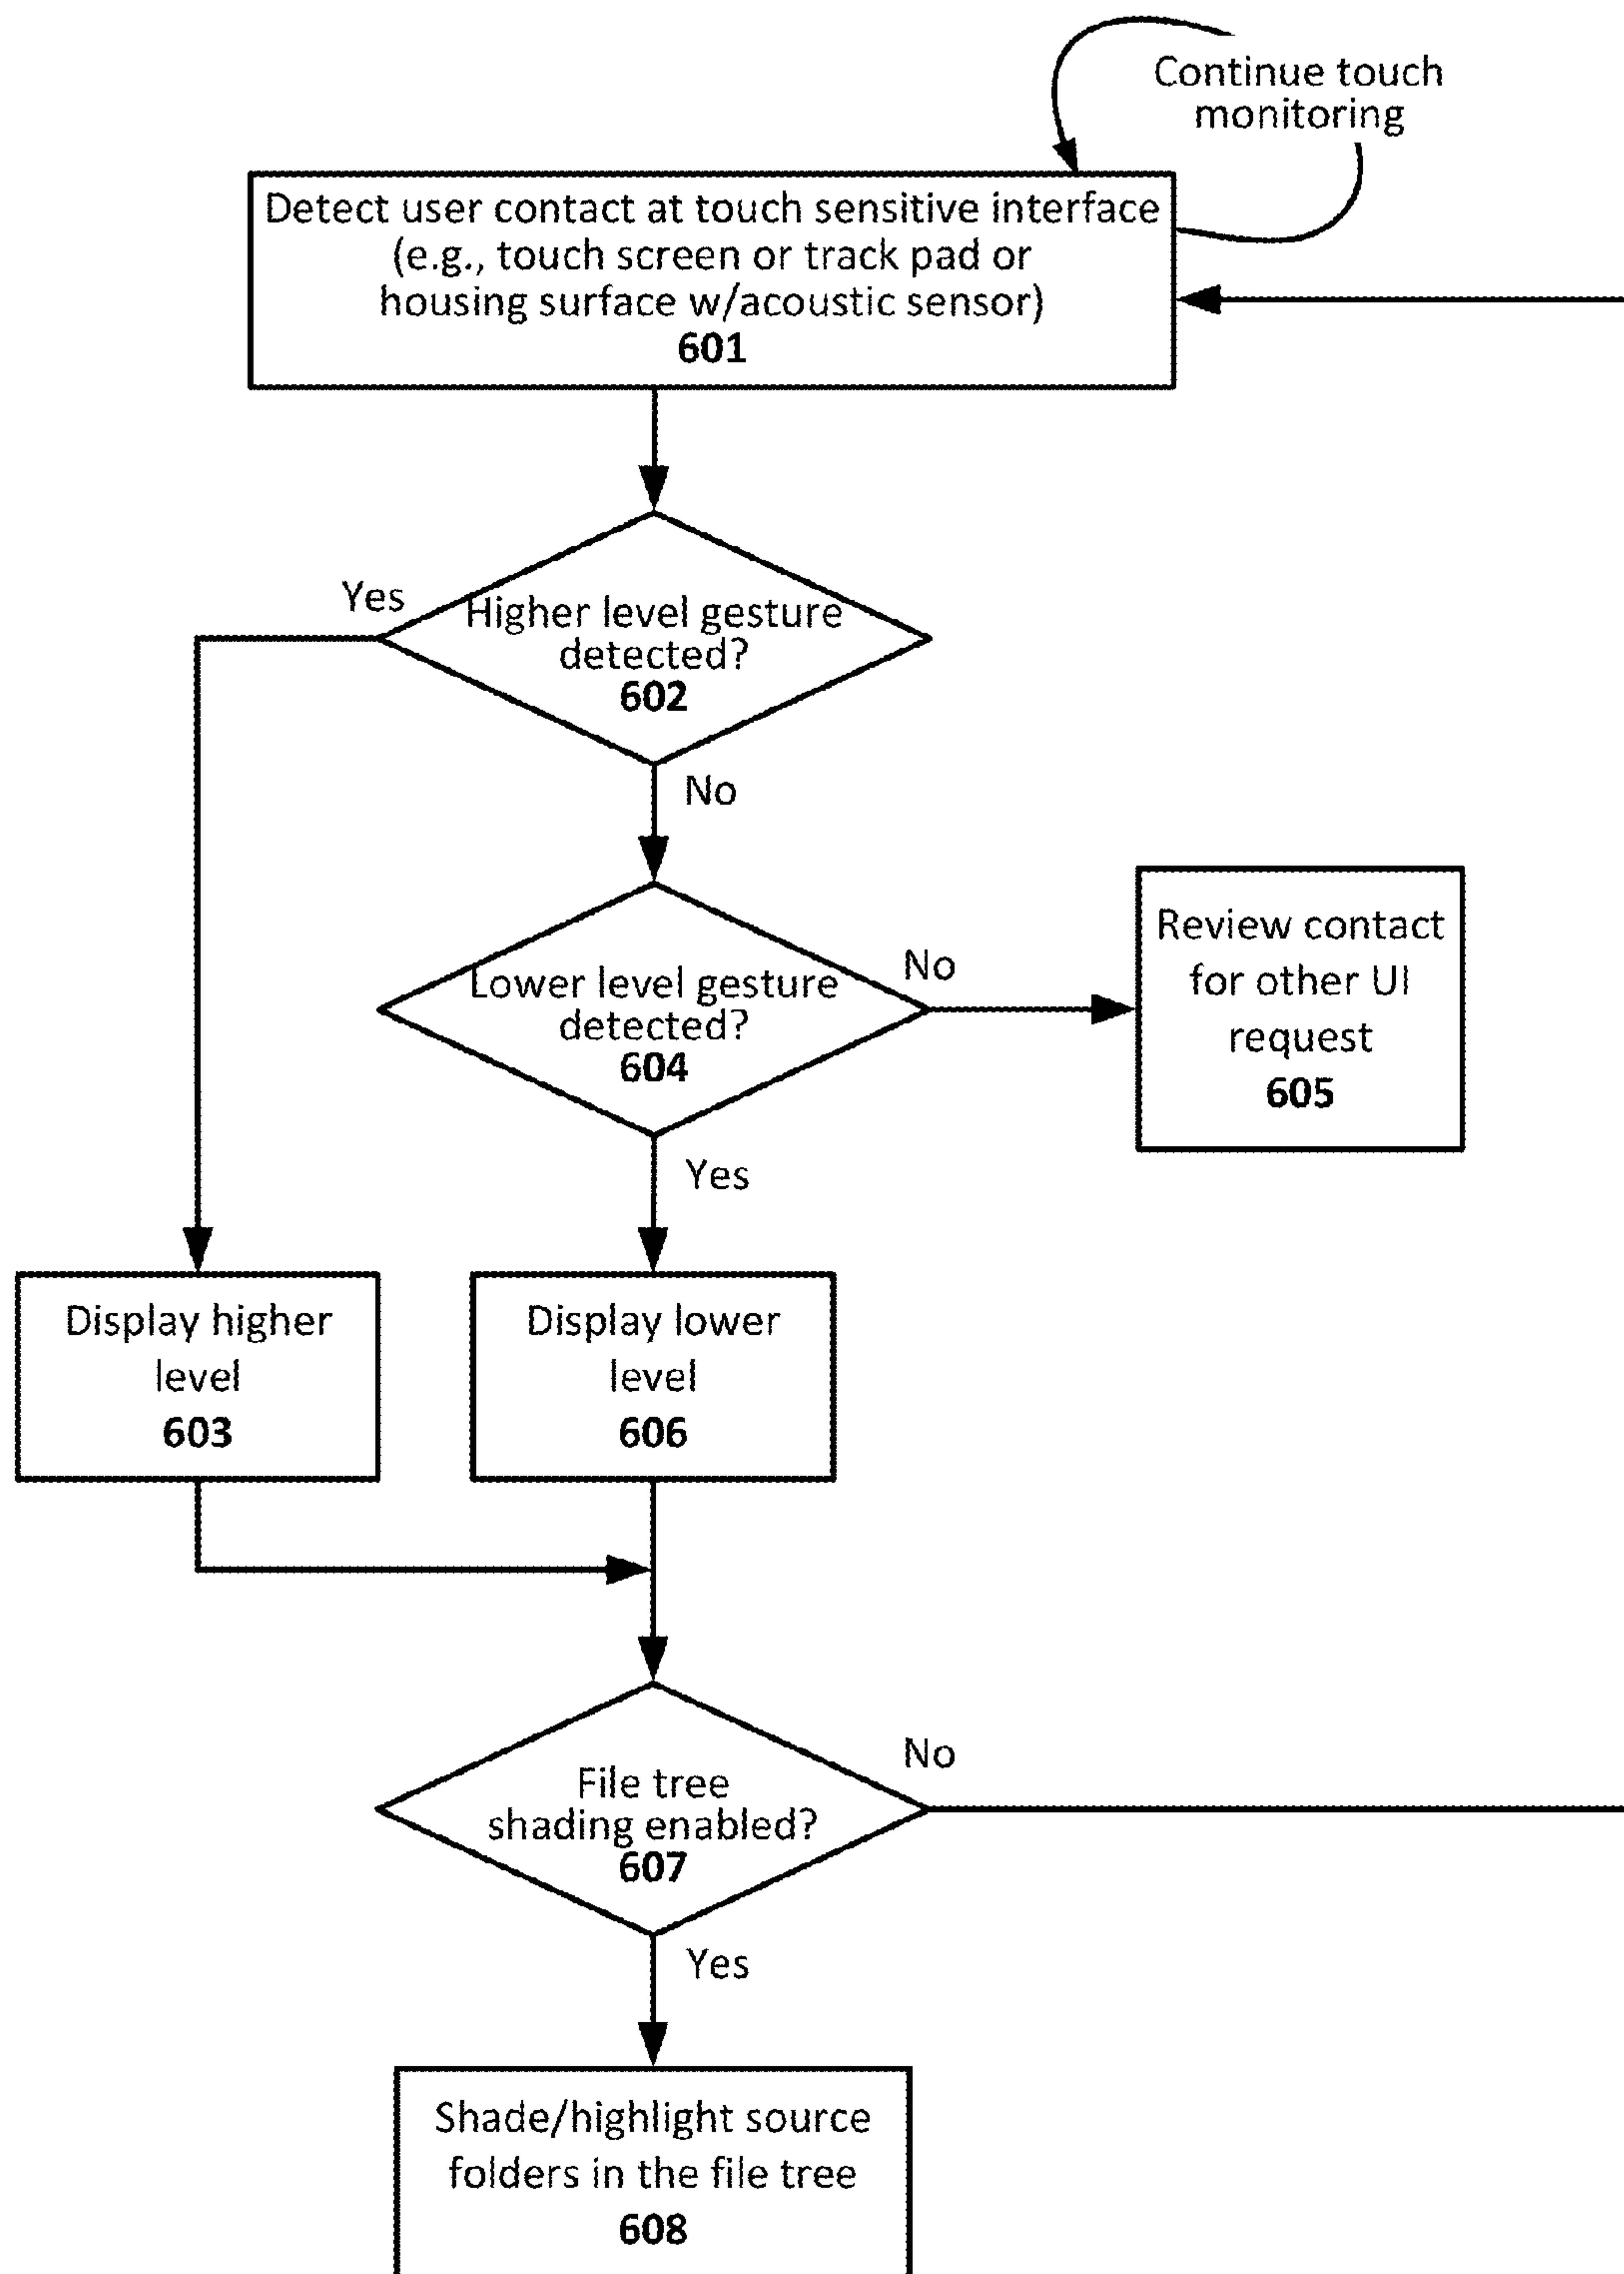 Continue touch
monitoring
Detect user contact at touch sensitive interface
(e.g., touch screen or track pad or
housing surface w/acoustic sensor)
601
Yes
Higher level gesture
detected?
602
No
Lower level gesture
detected?
604
No
Review contact
for other UI
request
605
Yes
Display higher
level
603
Display lower
level
606
File tree
shading enabled?
607
No
Yes
Shade/highlight source
folders in the file tree
608